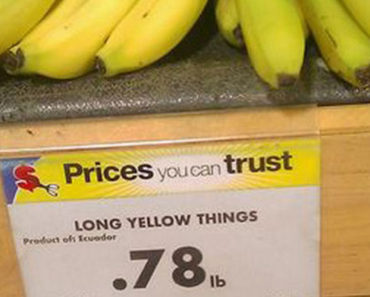 Prices you can trust
LONG YELLOW THINGS
Product of: Ecuador
.78 lb